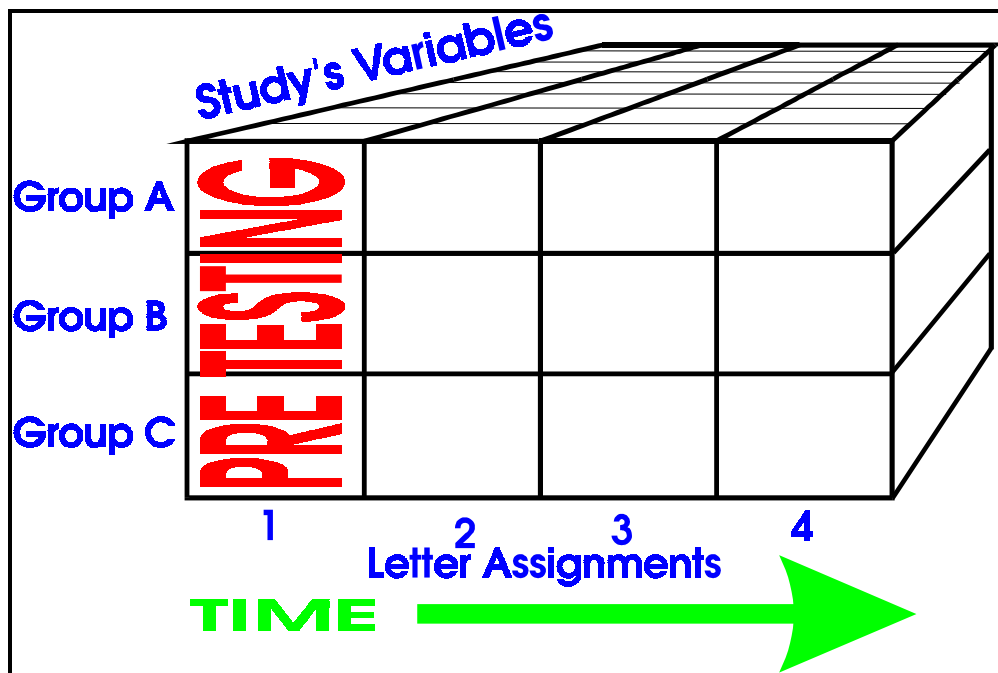 Study's Variables
Group A
Group B
Group C
PRE TESTING
1 2 3 4
Letter Assignments
TIME